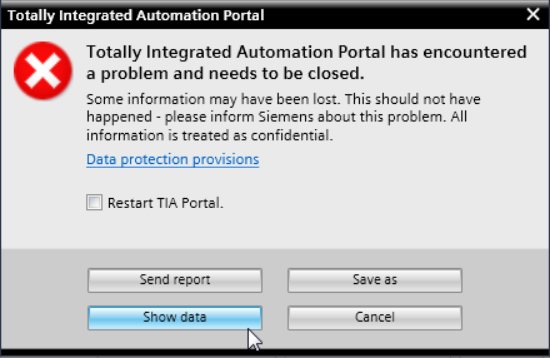 Totally Integrated Automation Portal
Totally Integrated Automation Portal has encountered
a problem and needs to be closed.
Some information may have been lost. This should not have
happened - please inform Siemens about this problem. All
information is treated as confidential.
Data protection provisions
Restart TIA Portal.
Send report
Save as
Show data
Cancel